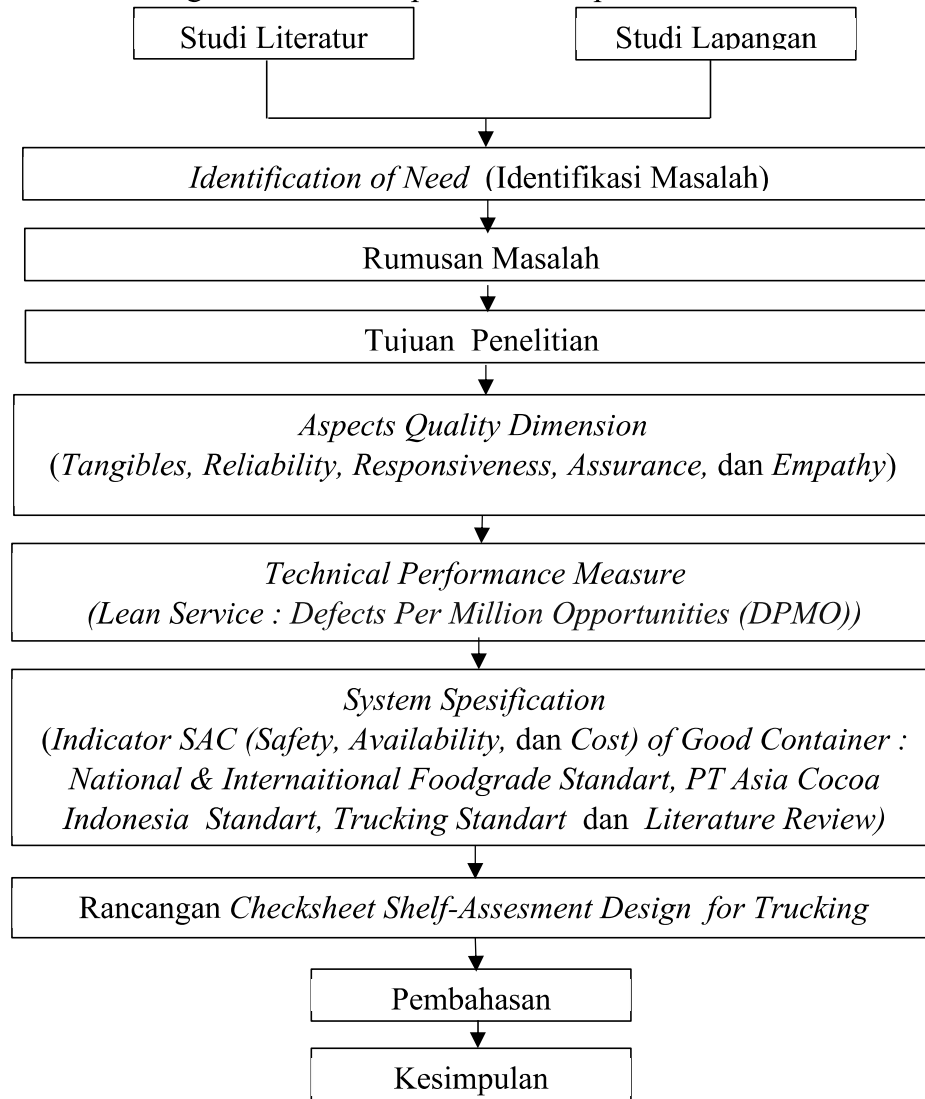 Studi Literatur
Studi Lapangan
Identification of Need (Identifikasi Masalah)
Rumusan Masalah
Tujuan Penelitian
Aspects Quality Dimension
(Tangibles, Reliability, Responsiveness, Assurance, dan Empathy)
Technical Performance Measure
(Lean Service : Defects Per Million Opportunities (DPMO))
System Spesification
(Indicator SAC (Safety, Availability, dan Cost) of Good Container :
National & Internaitional Foodgrade Standart, PT Asia Cocoa
Indonesia Standart, Trucking Standart dan Literature Review)
Rancangan Checksheet Shelf-Assesment Design for Trucking
Pembahasan
Kesimpulan